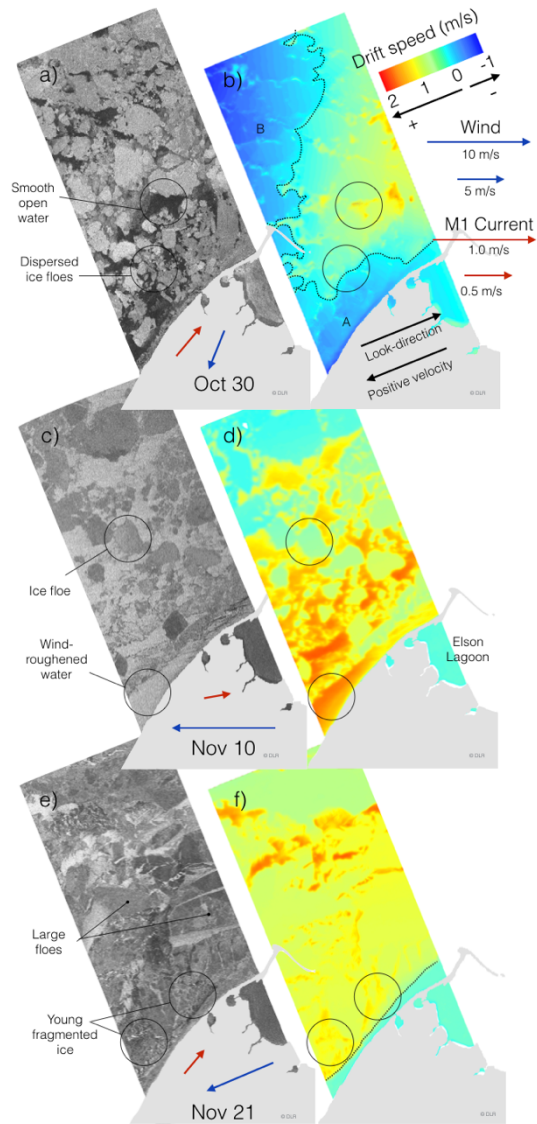 a)
b)
Drift speed (m/s)
2
1
0
-1
+
-
B
Wind
10 m/s
5 m/s
Smooth
open
water
M1 Current
1.0 m/s
0.5 m/s
Dispersed
ice floes
A
Look-direction
Positive velocity
Oct 30
© DLR
© DLR
c)
d)
Ice floe
Wind-
roughened
water
Elson
Lagoon
Nov 10
© DLR
© DLR
e)
f)
Large
floes
Young
fragmented
ice
Nov 21
© DLR
© DLR